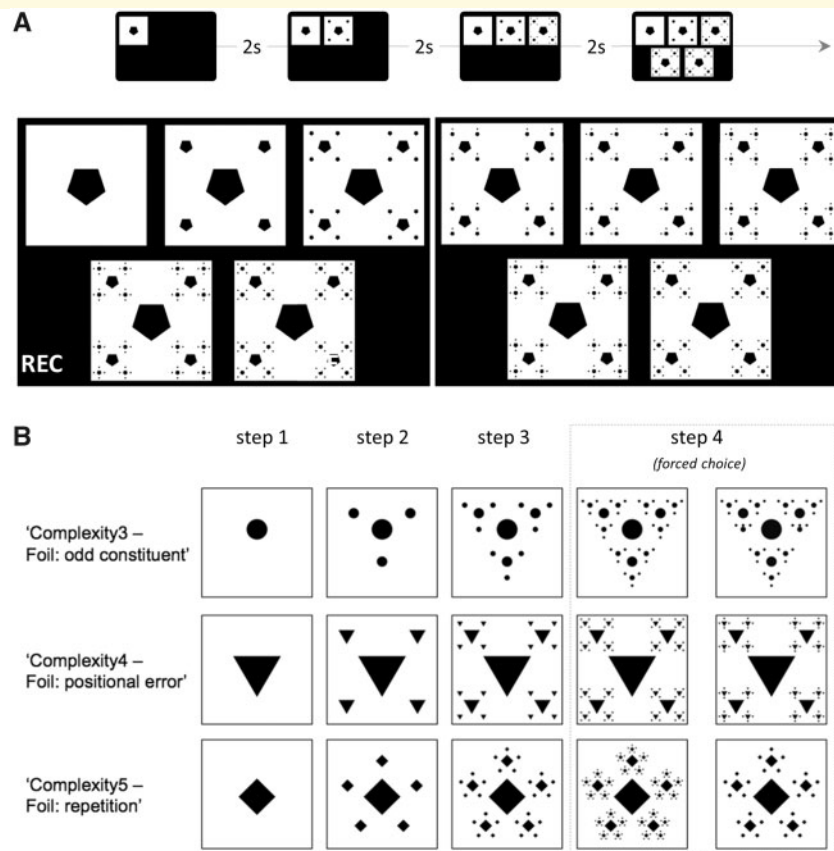 A
2s
2s
2s
REC
B
step 1
step 2
step 3
step 4
(forced choice)
‘Complexity3 –
Foil: odd constituent’
‘Complexity4 –
Foil: positional error’
‘Complexity5 –
Foil: repetition’